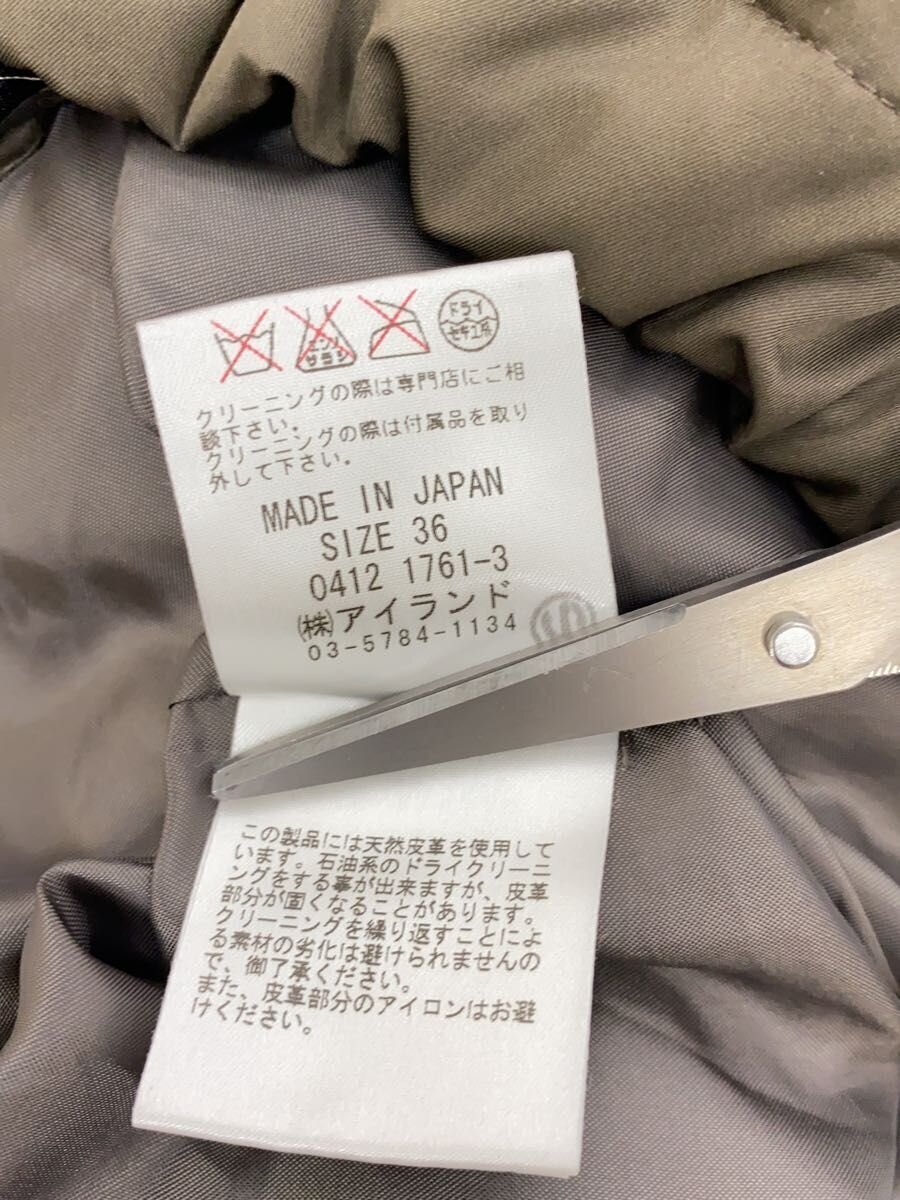 エンソ
サラシ
ドライ
セキユ系
クリーニングの際は専門店にご相
談下さい。
クリーニングの際は付属品を取り
外して下さい。
MADE IN JAPAN
SIZE 36
0412 1761-3
㈱アイランド
03-5784-1134
この製品には天然皮革を使用して
います。石油系のドライクリーニ
ングをする事が出来ますが、皮革
部分が固くなることがあります。
クリーニングを繰り返すことによ
る素材の劣化は避けられませんの
で、御了承ください。
また、皮革部分のアイロンはお避
けください。